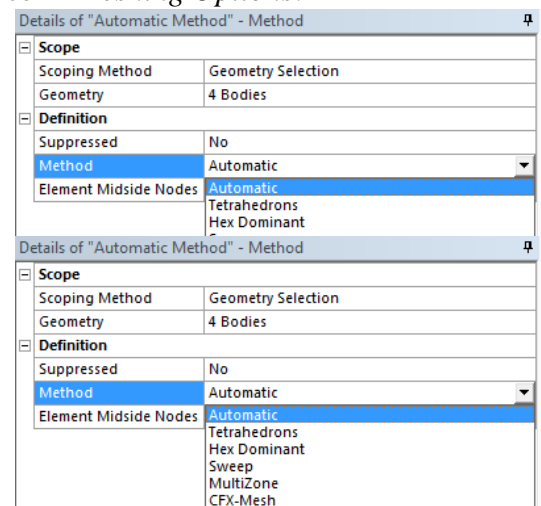 Details of "Automatic Method" - Method
Scope
Scoping Method Geometry Selection
Geometry 4 Bodies
Definition
Suppressed No
Method Automatic
Element Midside Nodes Automatic
Tetrahedrons
Hex Dominant
Details of "Automatic Method" - Method
Scope
Scoping Method Geometry Selection
Geometry 4 Bodies
Definition
Suppressed No
Method Automatic
Element Midside Nodes Automatic
Tetrahedrons
Hex Dominant
Sweep
MultiZone
CFX-Mesh